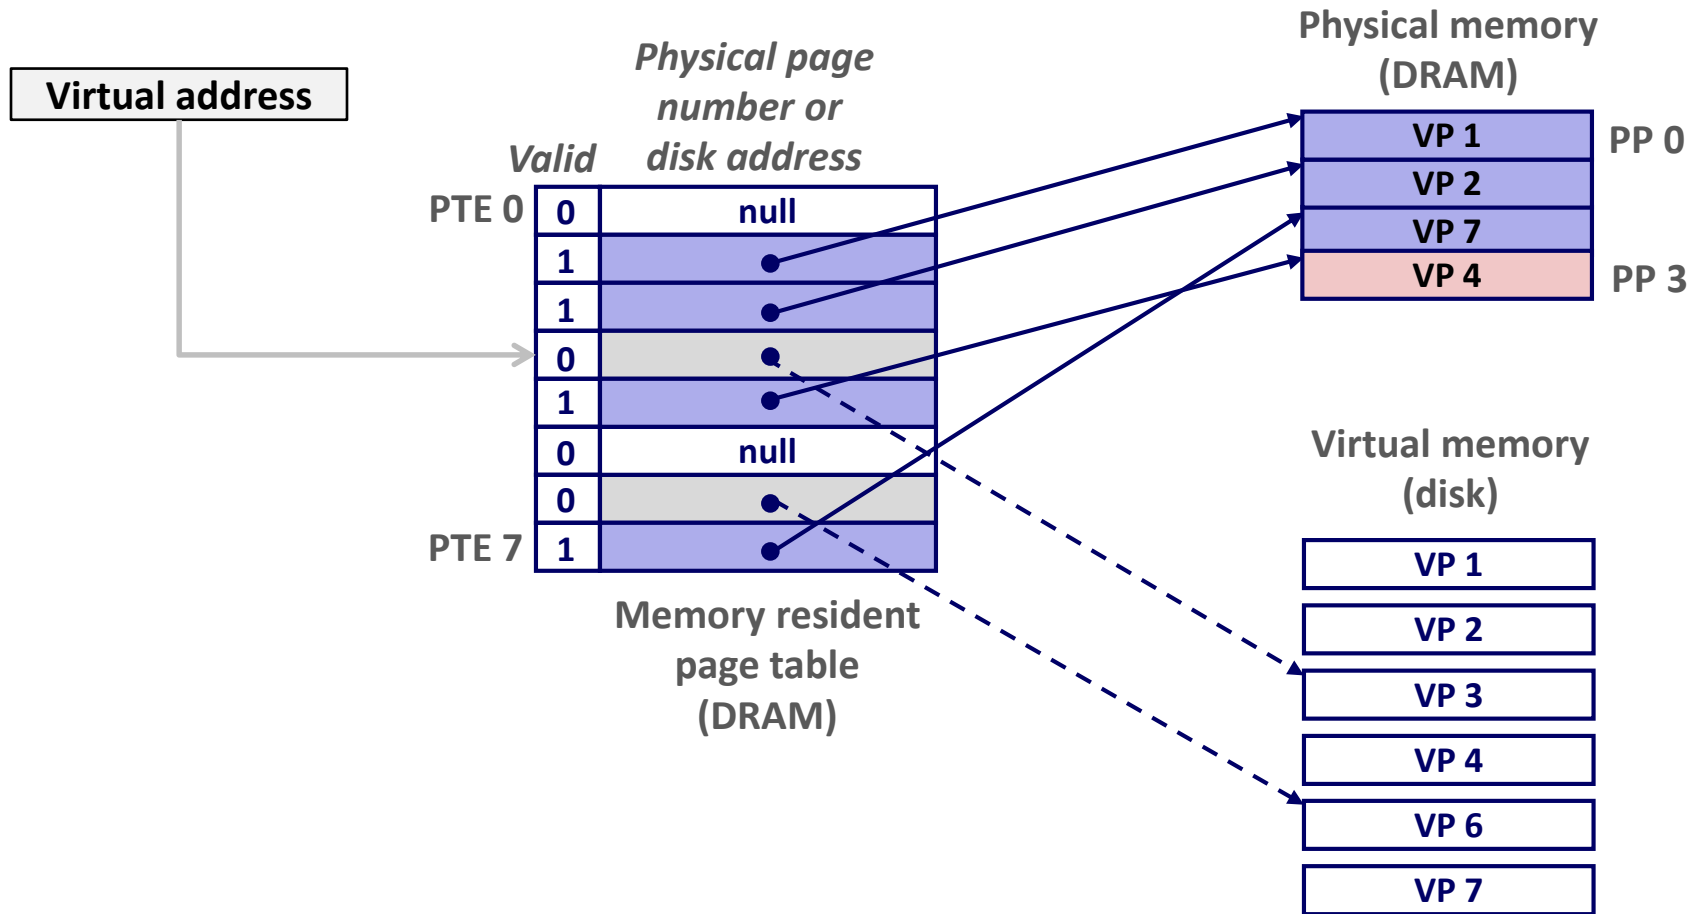 Virtual address
Physical page
number or
disk address
Valid
PTE 0
0
null
1
1
0
1
0
null
0
PTE 7
1
Memory resident
page table
(DRAM)
Physical memory
(DRAM)
VP 1
PP 0
VP 2
VP 7
VP 4
PP 3
Virtual memory
(disk)
VP 1
VP 2
VP 3
VP 4
VP 6
VP 7